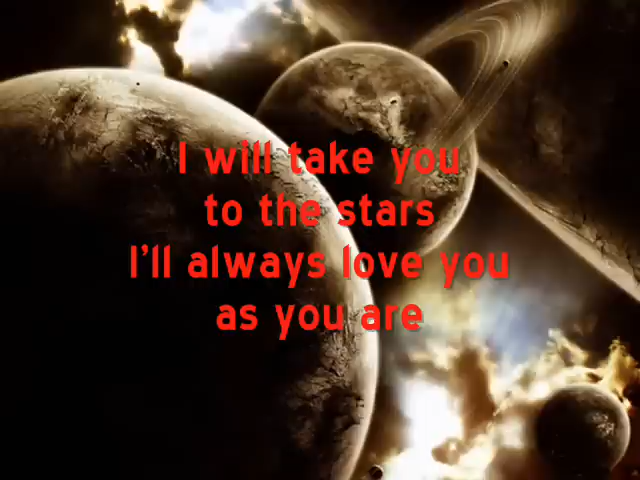 I will take you
to the stars
I'll always love you
as you are